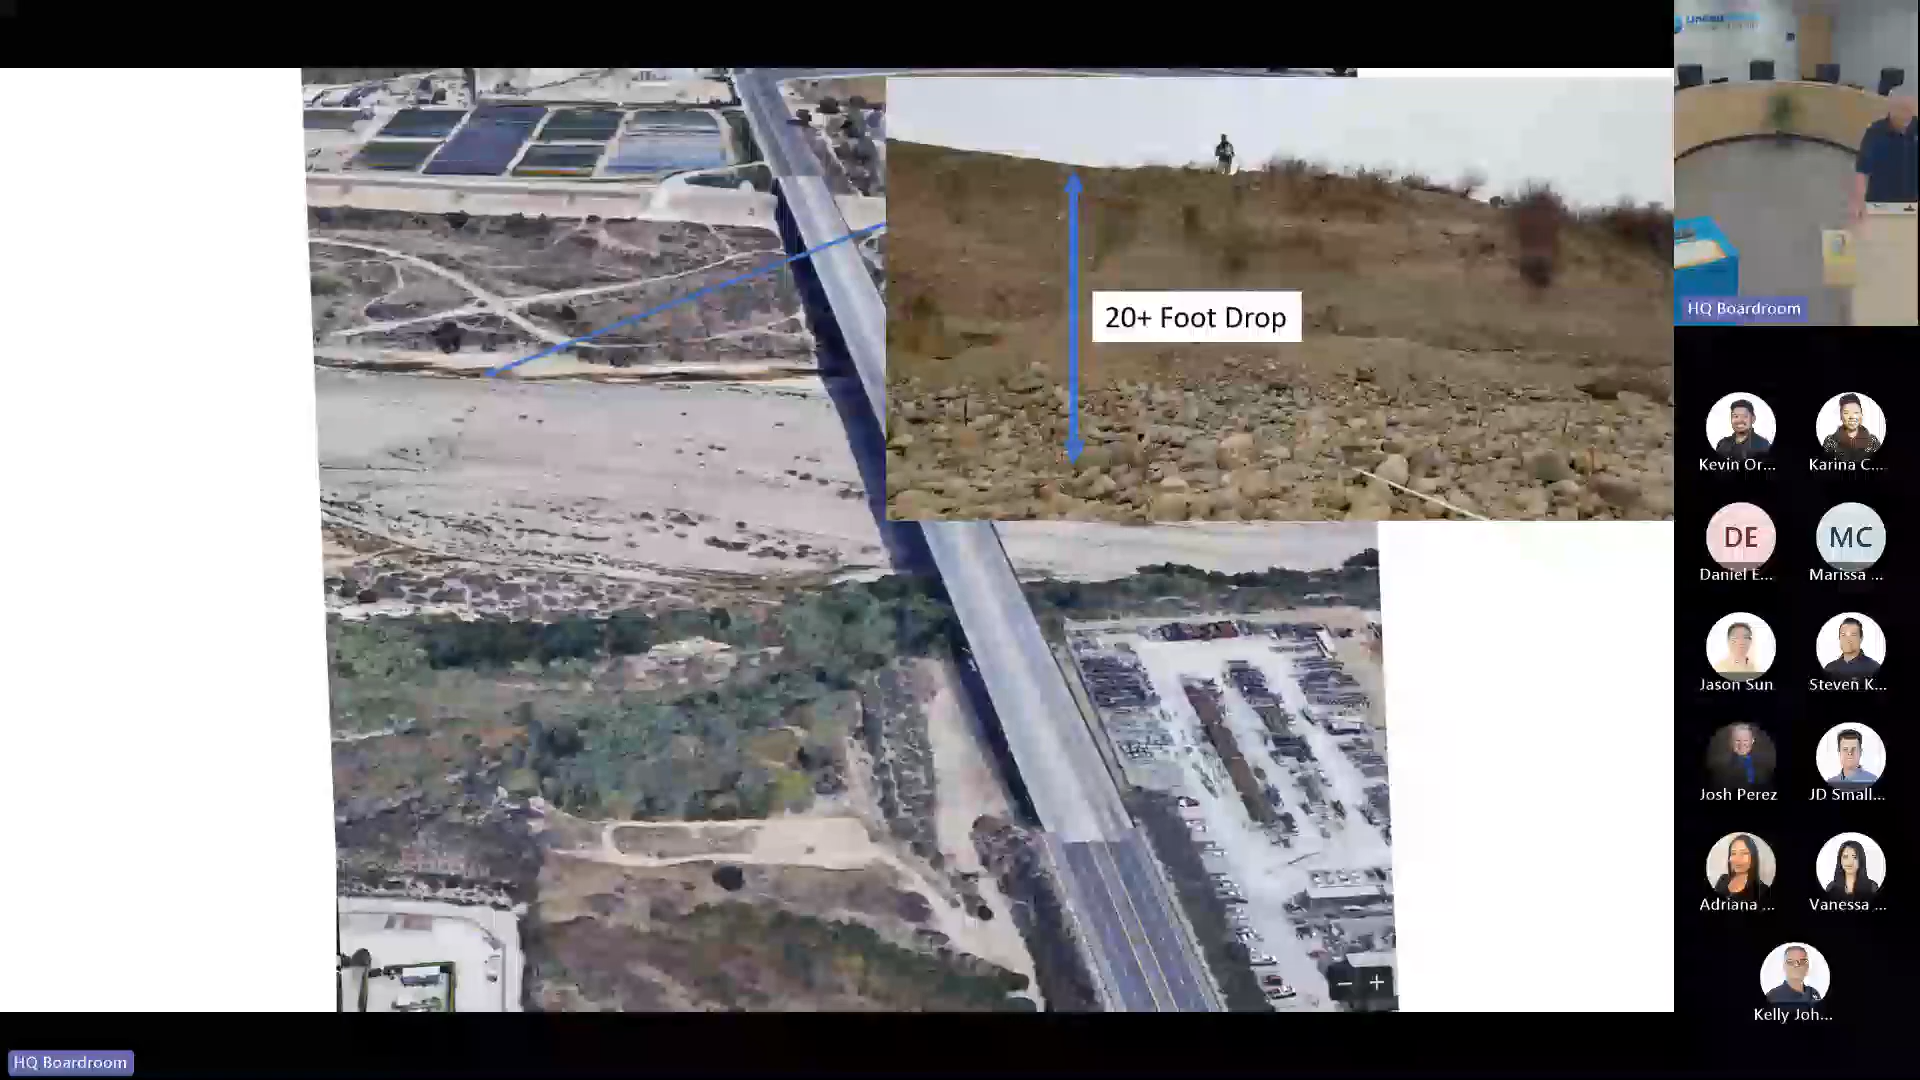 20+ Foot Drop
HQ Boardroom
Kevin Or...
Karina C...
DE
MC
Daniel E...
Marissa ...
Jason Sun
Steven K...
Josh Perez
JD Small...
Adriana ...
Vanessa ...
Kelly Joh...
HQ Boardroom